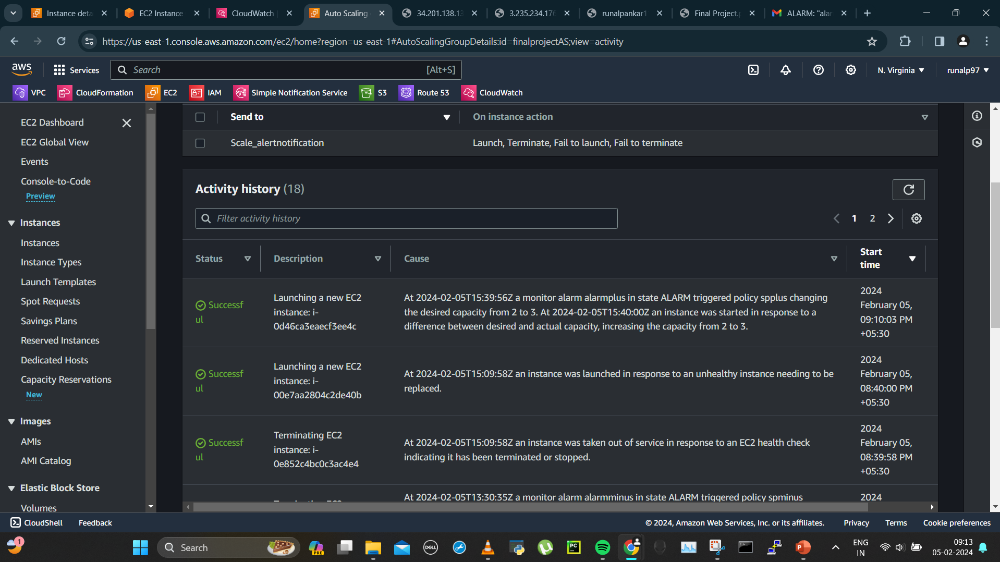 Instance deta
EC2 Instance
CloudWatch
Auto Scaling
34.201.138.13
3.235.234.176
runalpankar1
Final Project.
ALARM: "alar
https://us-east-1.console.aws.amazon.com/ec2/home?region=us-east-1#AutoScalingGroupDetails:id=finalprojectAS;view=activity
aws
Services
Search
[Alt+S]
N. Virginia
runalp97
VPC
CloudFormation
EC2
IAM
Simple Notification Service
S3
Route 53
CloudWatch
EC2 Dashboard
EC2 Global View
Events
Console-to-Code
Preview
Instances
Instances
Instance Types
Launch Templates
Spot Requests
Savings Plans
Reserved Instances
Dedicated Hosts
Capacity Reservations
New
Images
AMIs
AMI Catalog
Elastic Block Store
Volumes
Send to
On instance action
Scale_alertnotification
Launch, Terminate, Fail to launch, Fail to terminate
Activity history (18)
Filter activity history
1 2
Status
Description
Cause
Start
time
Successf
ul
Launching a new EC2
instance: i-
0d46ca3eaecf3ee4c
At 2024-02-05T15:39:56Z a monitor alarm alarmplus in state ALARM triggered policy spplus changing
the desired capacity from 2 to 3. At 2024-02-05T15:40:00Z an instance was started in response to a
difference between desired and actual capacity, increasing the capacity from 2 to 3.
2024
February 05,
09:10:03 PM
+05:30
Successf
ul
Launching a new EC2
instance: i-
00e7aa2804c2de40b
At 2024-02-05T15:09:58Z an instance was launched in response to an unhealthy instance needing to be
replaced.
2024
February 05,
08:40:00 PM
+05:30
Successf
ul
Terminating EC2
instance: i-
0e852c4bc0c3ac4e4
At 2024-02-05T15:09:58Z an instance was taken out of service in response to an EC2 health check
indicating it has been terminated or stopped.
2024
February 05,
08:39:58 PM
+05:30
At 2024-02-05T13:30:35Z a monitor alarm alarmminus in state ALARM triggered policy spminus
2024
CloudShell
Feedback
© 2024, Amazon Web Services, Inc. or its affiliates.
Privacy
Terms
Cookie preferences
1
Search
PRE
DELL
PC
P
ENG
IN
09:13
05-02-2024